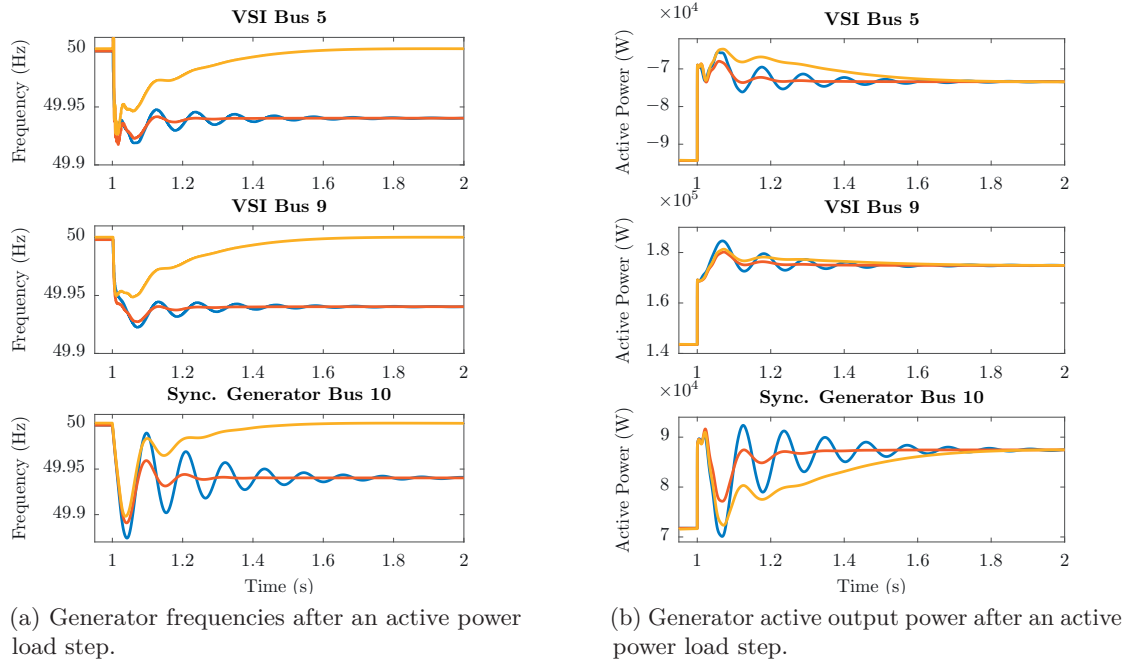 VSI Bus 5
50
49.95
49.9
Frequency (Hz)
1 1.2 1.4 1.6 1.8 2
VSI Bus 9
50
49.95
49.9
Frequency (Hz)
1 1.2 1.4 1.6 1.8 2
Sync. Generator Bus 10
50
49.95
49.9
Frequency (Hz)
1 1.2 1.4 1.6 1.8 2
Time (s)
(a) Generator frequencies after an active power
load step.
×10⁴
VSI Bus 5
−7
−8
−9
Active Power (W)
1 1.2 1.4 1.6 1.8 2
×10⁵
VSI Bus 9
1.8
1.6
1.4
Active Power (W)
1 1.2 1.4 1.6 1.8 2
×10⁴
Sync. Generator Bus 10
9
8
7
Active Power (W)
1 1.2 1.4 1.6 1.8 2
Time (s)
(b) Generator active output power after an active
power load step.